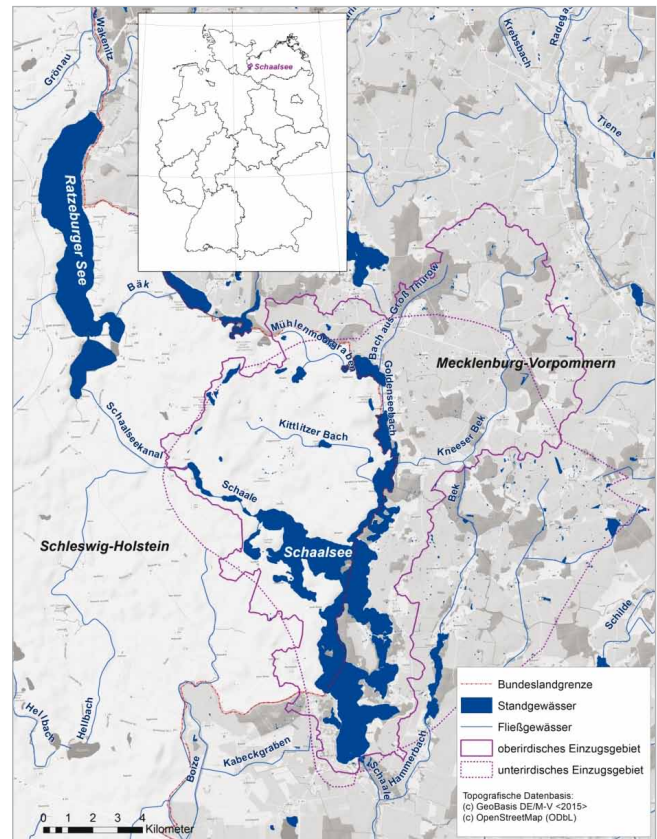 Wakenitz
Grönau
Schaalsee
Krebsbach
Radega
Tiene
Ratzeburger See
Bäk
Mühlenmoorgraben
Bach aus Groß Thurow
Goldenseebach
Mecklenburg-Vorpommern
Kneeser Bek
Bek
Kittlitzer Bach
Schaalseekanal
Schaale
Schaalsee
Schleswig-Holstein
Schilde
Hellbach
Hellbach
Boize
Kabeckgraben
Schaale
Hammerbach
Bundeslandgrenze
Standgewässer
Fließgewässer
oberirdisches Einzugsgebiet
unterirdisches Einzugsgebiet
Topografische Datenbasis:
(c) GeoBasis DE/M-V <2015>
(c) OpenStreetMap (ODbL)
0 1 2 3 4
Kilometer